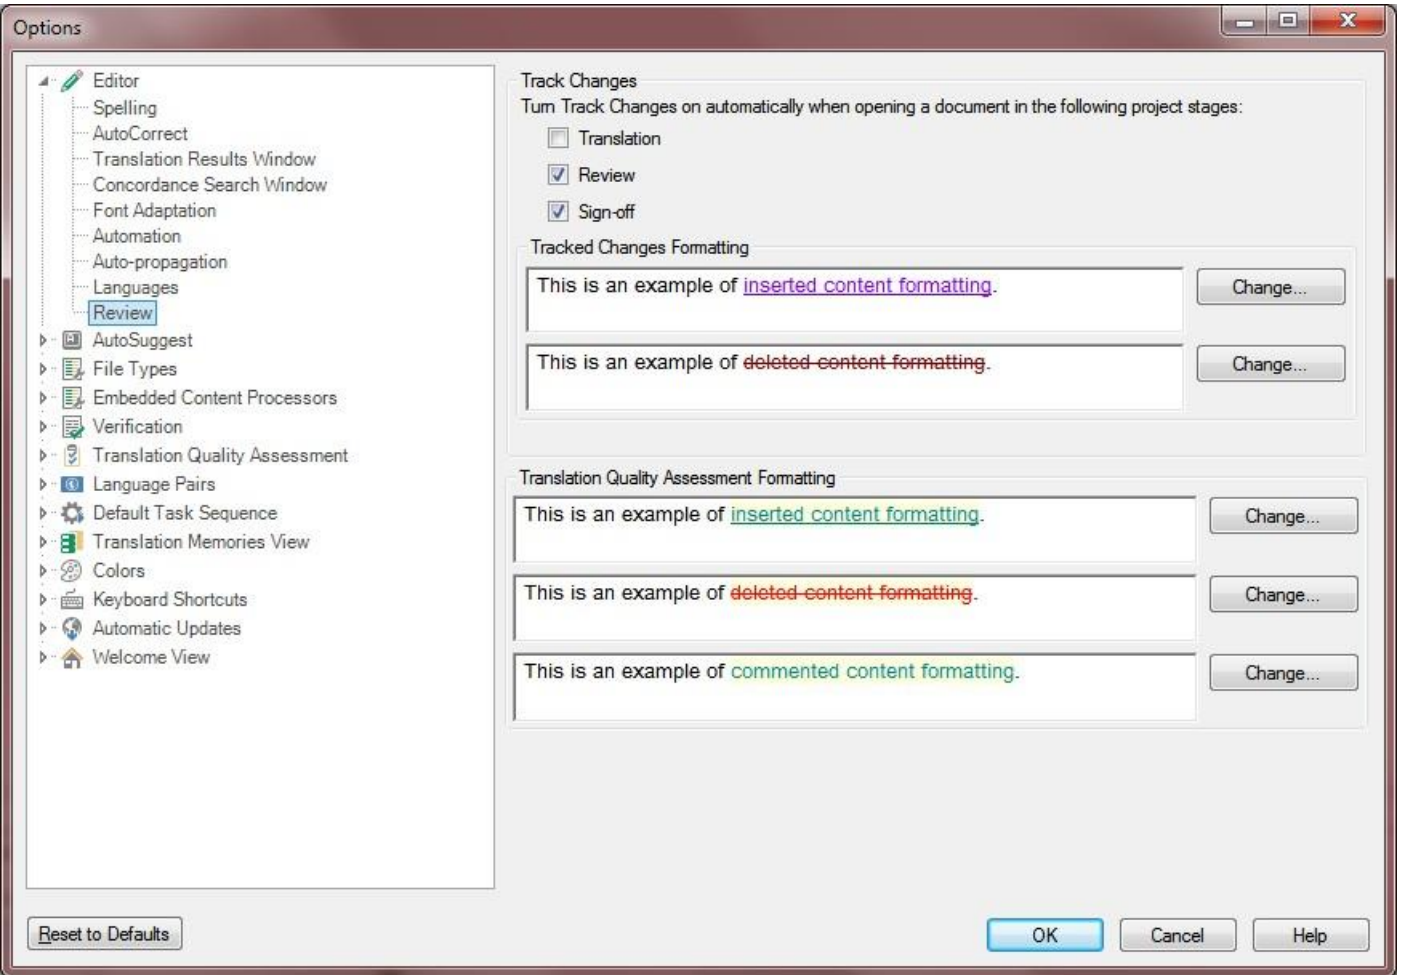 Options
Editor
Spelling
AutoCorrect
Translation Results Window
Concordance Search Window
Font Adaptation
Automation
Auto-propagation
Languages
Review
AutoSuggest
File Types
Embedded Content Processors
Verification
Translation Quality Assessment
Language Pairs
Default Task Sequence
Translation Memories View
Colors
Keyboard Shortcuts
Automatic Updates
Welcome View
Track Changes
Turn Track Changes on automatically when opening a document in the following project stages:
Translation
Review
Sign-off
Tracked Changes Formatting
This is an example of inserted content formatting.
Change...
This is an example of deleted content formatting.
Change...
Translation Quality Assessment Formatting
This is an example of inserted content formatting.
Change...
This is an example of deleted content formatting.
Change...
This is an example of commented content formatting.
Change...
Reset to Defaults
OK
Cancel
Help